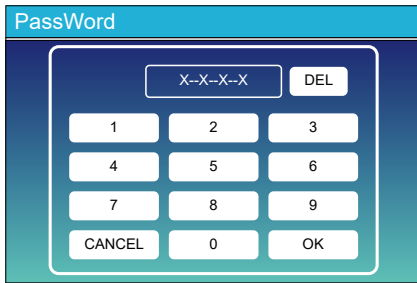 PassWord
X--X--X--X DEL
1 2 3
4 5 6
7 8 9
CANCEL 0 OK